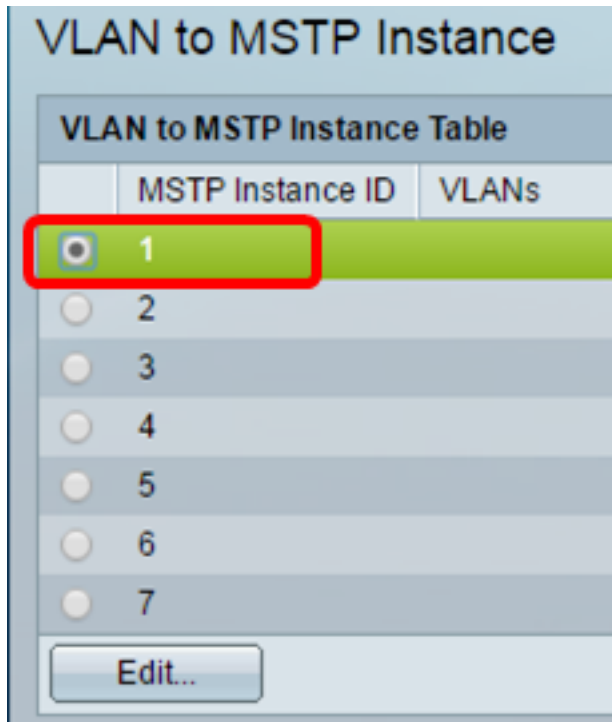 VLAN to MSTP Instance
VLAN to MSTP Instance Table
MSTP Instance ID VLANs
1
2
3
4
5
6
7
Edit...